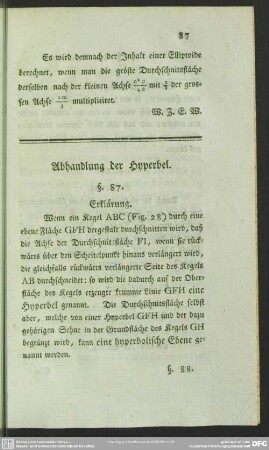 87
Es wird demnach der Inhalt einer Elliptoide
berechnet, wenn man die größte Durchschnittsfläche
derselben nach der kleinen Achse mit ⅔ der gros-
sen Achse multipliciret.
W. Z. E. W.
Abhandlung der Hyperbel.
§. 87.
Erklärung.
Wenn ein Kegel ABC (Fig. 28) durch eine
ebene Fläche GFH dergestalt durchschnitten wird, daß
die Achse der Durchschnittsfläche FI, wenn sie rück-
wärts über den Scheitelpunkt hinaus verlängert wird,
die gleichfalls rückwärts verlängerte Seite des Kegels
AB durchschneidet: so wird die dadurch auf der Ober-
fläche des Kegels erzeugte krumme Linie GFH eine
Hyperbel genannt. Die Durchschnittsfläche selbst
aber, welche von einer Hyperbel GFH und der dazu
gehörigen Sehne in der Grundfläche des Kegels GH
begränzt wird, kann eine hyperbolische Ebene ge-
nannt werden.
§. 88.